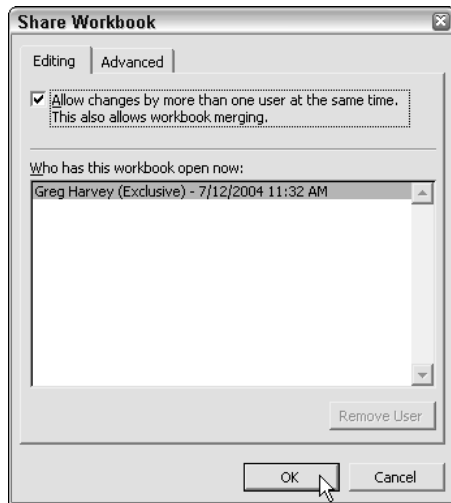 Share Workbook
Editing
Advanced
Allow changes by more than one user at the same time.
This also allows workbook merging.
Who has this workbook open now:
Greg Harvey (Exclusive) - 7/12/2004 11:32 AM
Remove User
OK
Cancel